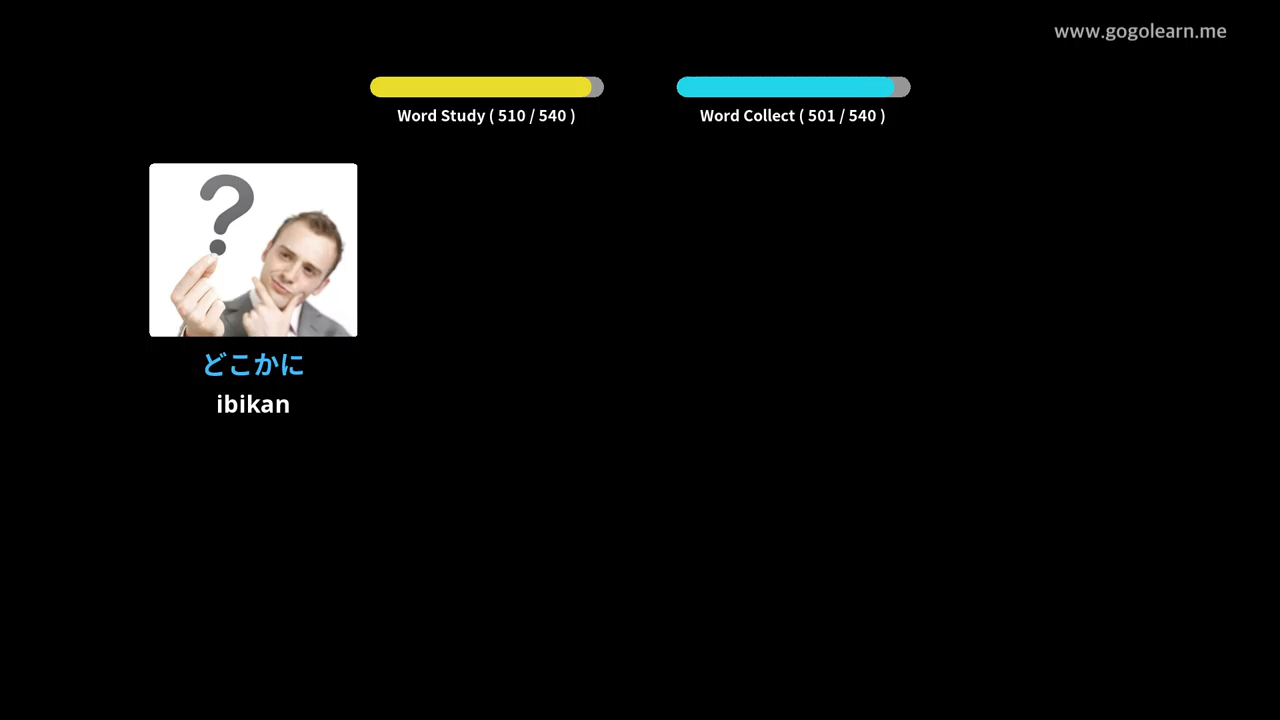 www.gogolearn.me
Word Study ( 510 / 540 )
Word Collect ( 501 / 540 )
?
どこかに
ibikan